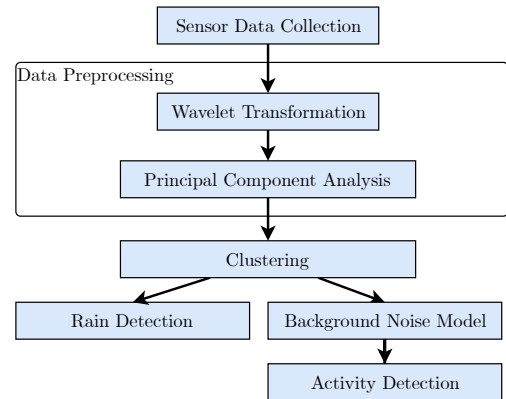 Sensor Data Collection
Data Preprocessing
Wavelet Transformation
Principal Component Analysis
Clustering
Rain Detection
Background Noise Model
Activity Detection